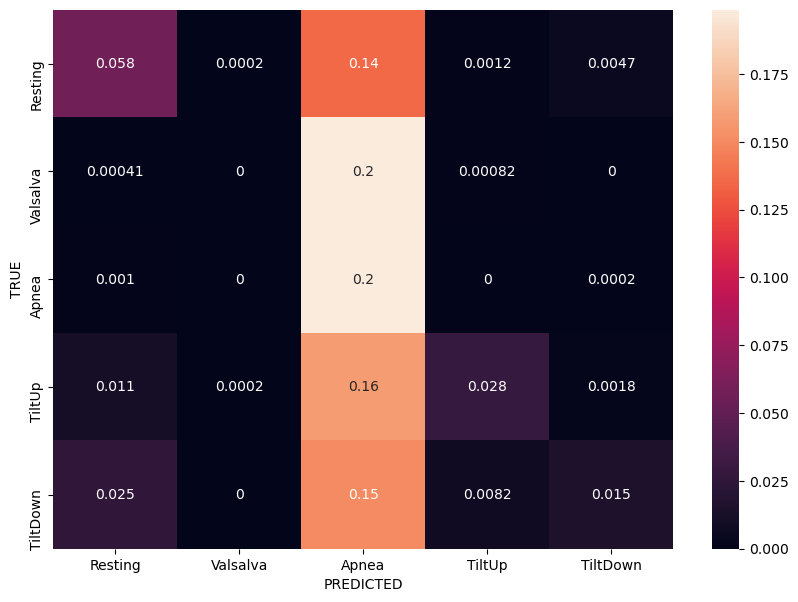 Resting 0.058 0.0002 0.14 0.0012 0.0047
Valsalva 0.00041 0 0.2 0.00082 0
Apnea 0.001 0 0.2 0 0.0002
TiltUp 0.011 0.0002 0.16 0.028 0.0018
TiltDown 0.025 0 0.15 0.0082 0.015
TRUE
Resting Valsalva Apnea TiltUp TiltDown
PREDICTED
0.175
0.150
0.125
0.100
0.075
0.050
0.025
0.000